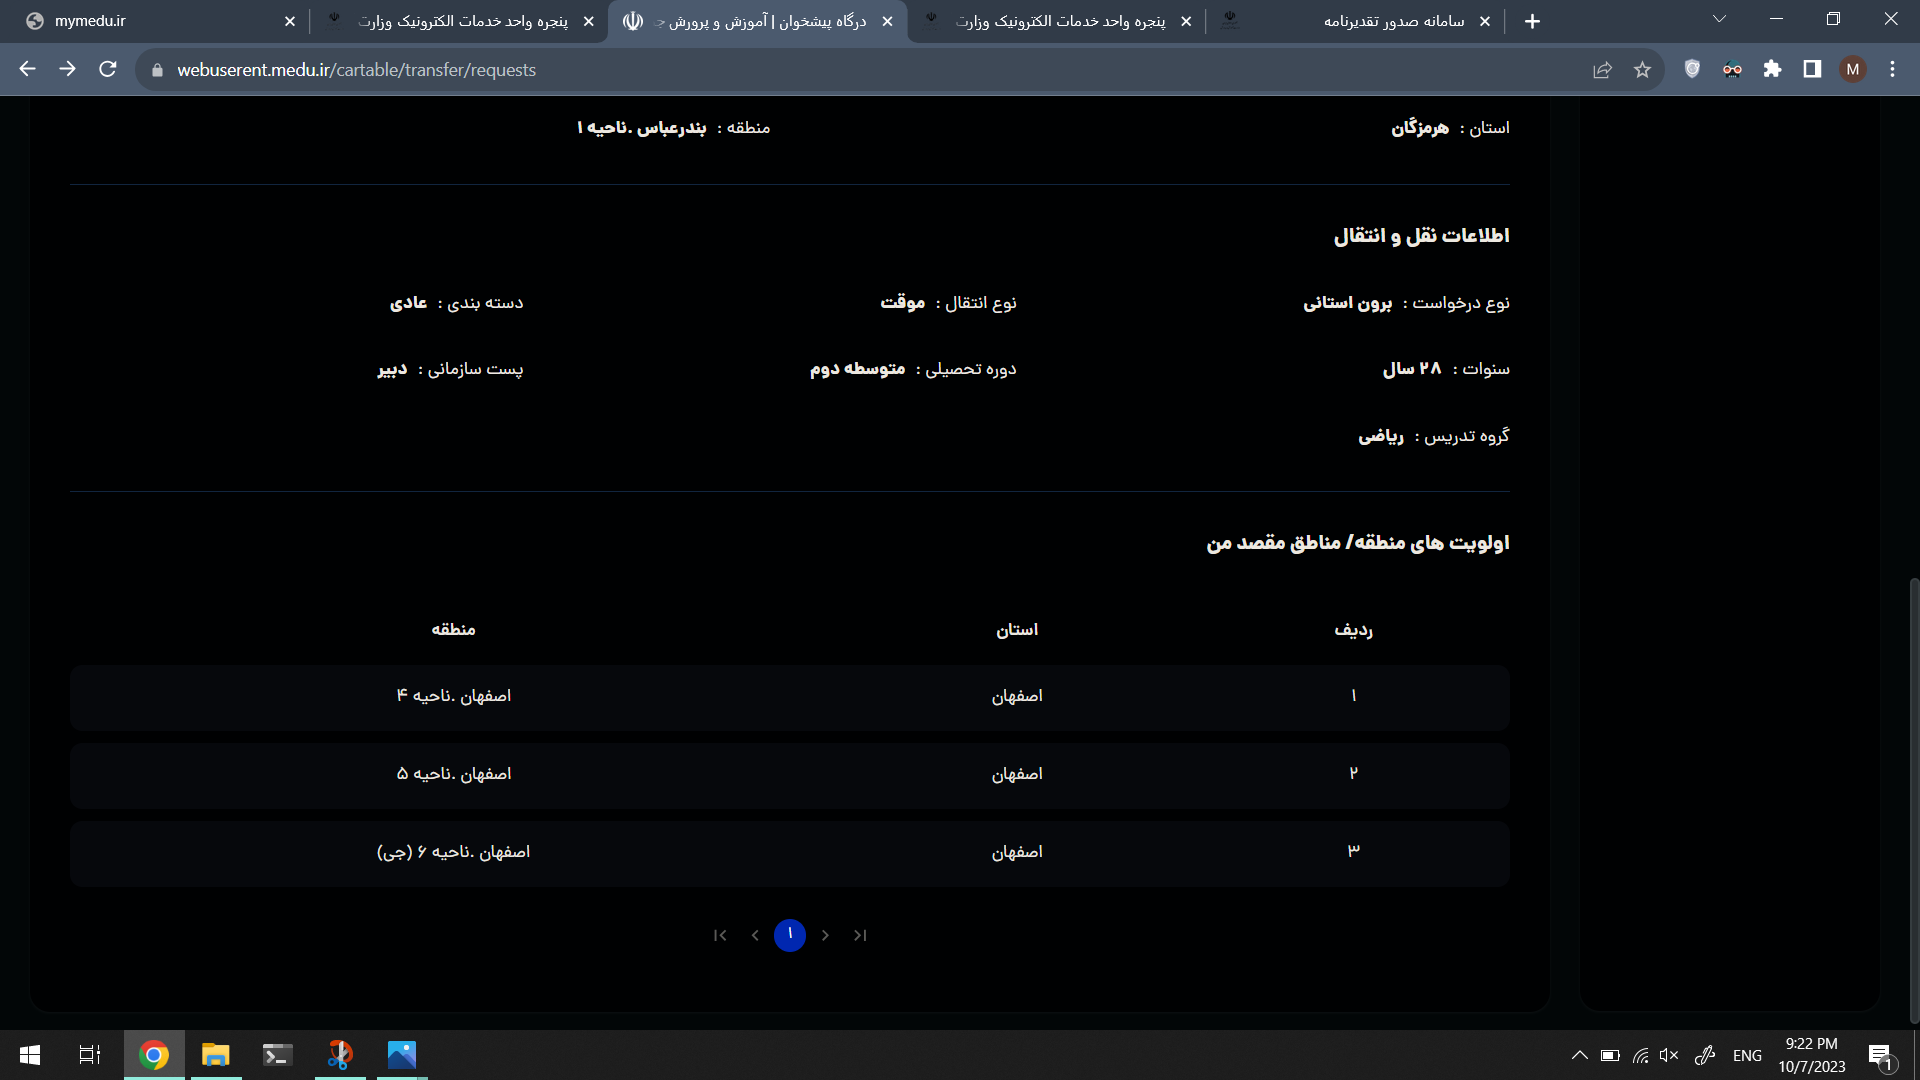 mymedu.ir
پنجره واحد خدمات الکترونیک وزارت
درگاه پیشخوان | آموزش و پرورش
پنجره واحد خدمات الکترونیک وزارت
سامانه صدور تقدیرنامه
webuserent.medu.ir/cartable/transfer/requests
M
استان : هرمزگان
منطقه : بندرعباس .ناحیه ۱
اطلاعات نقل و انتقال
نوع درخواست : برون استانی
نوع انتقال : موقت
دسته بندی : عادی
سنوات : ۲۸ سال
دوره تحصیلی : متوسطه دوم
پست سازمانی : دبیر
گروه تدریس : ریاضی
اولویت های منطقه/ مناطق مقصد من
ردیف استان منطقه
۱ اصفهان اصفهان .ناحیه ۴
۲ اصفهان اصفهان .ناحیه ۵
۳ اصفهان اصفهان .ناحیه ۶ (جی)
۱
ENG
9:22 PM
10/7/2023
1